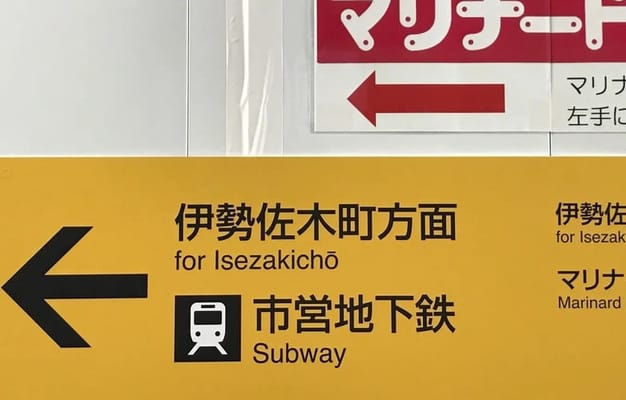 マリナード
マリナ
左手に
伊勢佐木町方面
for Isezakichō
市営地下鉄
Subway
伊勢佐
for Isezak
マリナ
Marinard